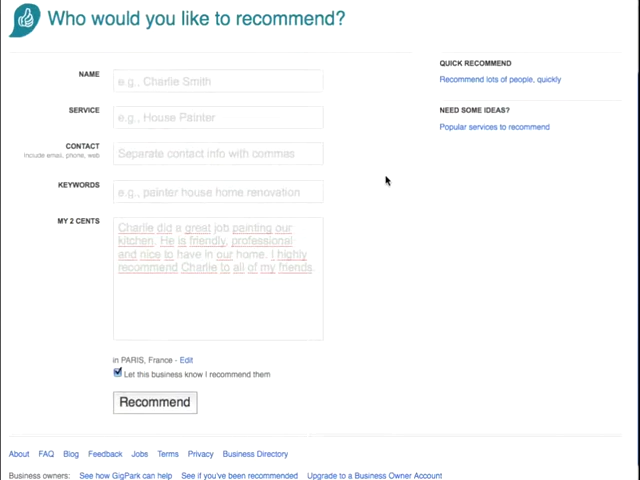 Who would you like to recommend?
NAME
e.g., Charlie Smith
SERVICE
e.g., House Painter
CONTACT
Include email, phone, web
Separate contact info with commas
KEYWORDS
e.g., painter house home renovation
MY 2 CENTS
Charlie did a great job painting our
kitchen. He is friendly, professional
and nice to have in our home. I highly
recommend Charlie to all of my friends.
in PARIS, France - Edit
Let this business know I recommend them
Recommend
QUICK RECOMMEND
Recommend lots of people, quickly
NEED SOME IDEAS?
Popular services to recommend
About FAQ Blog Feedback Jobs Terms Privacy Business Directory
Business owners: See how GigPark can help See if you've been recommended Upgrade to a Business Owner Account